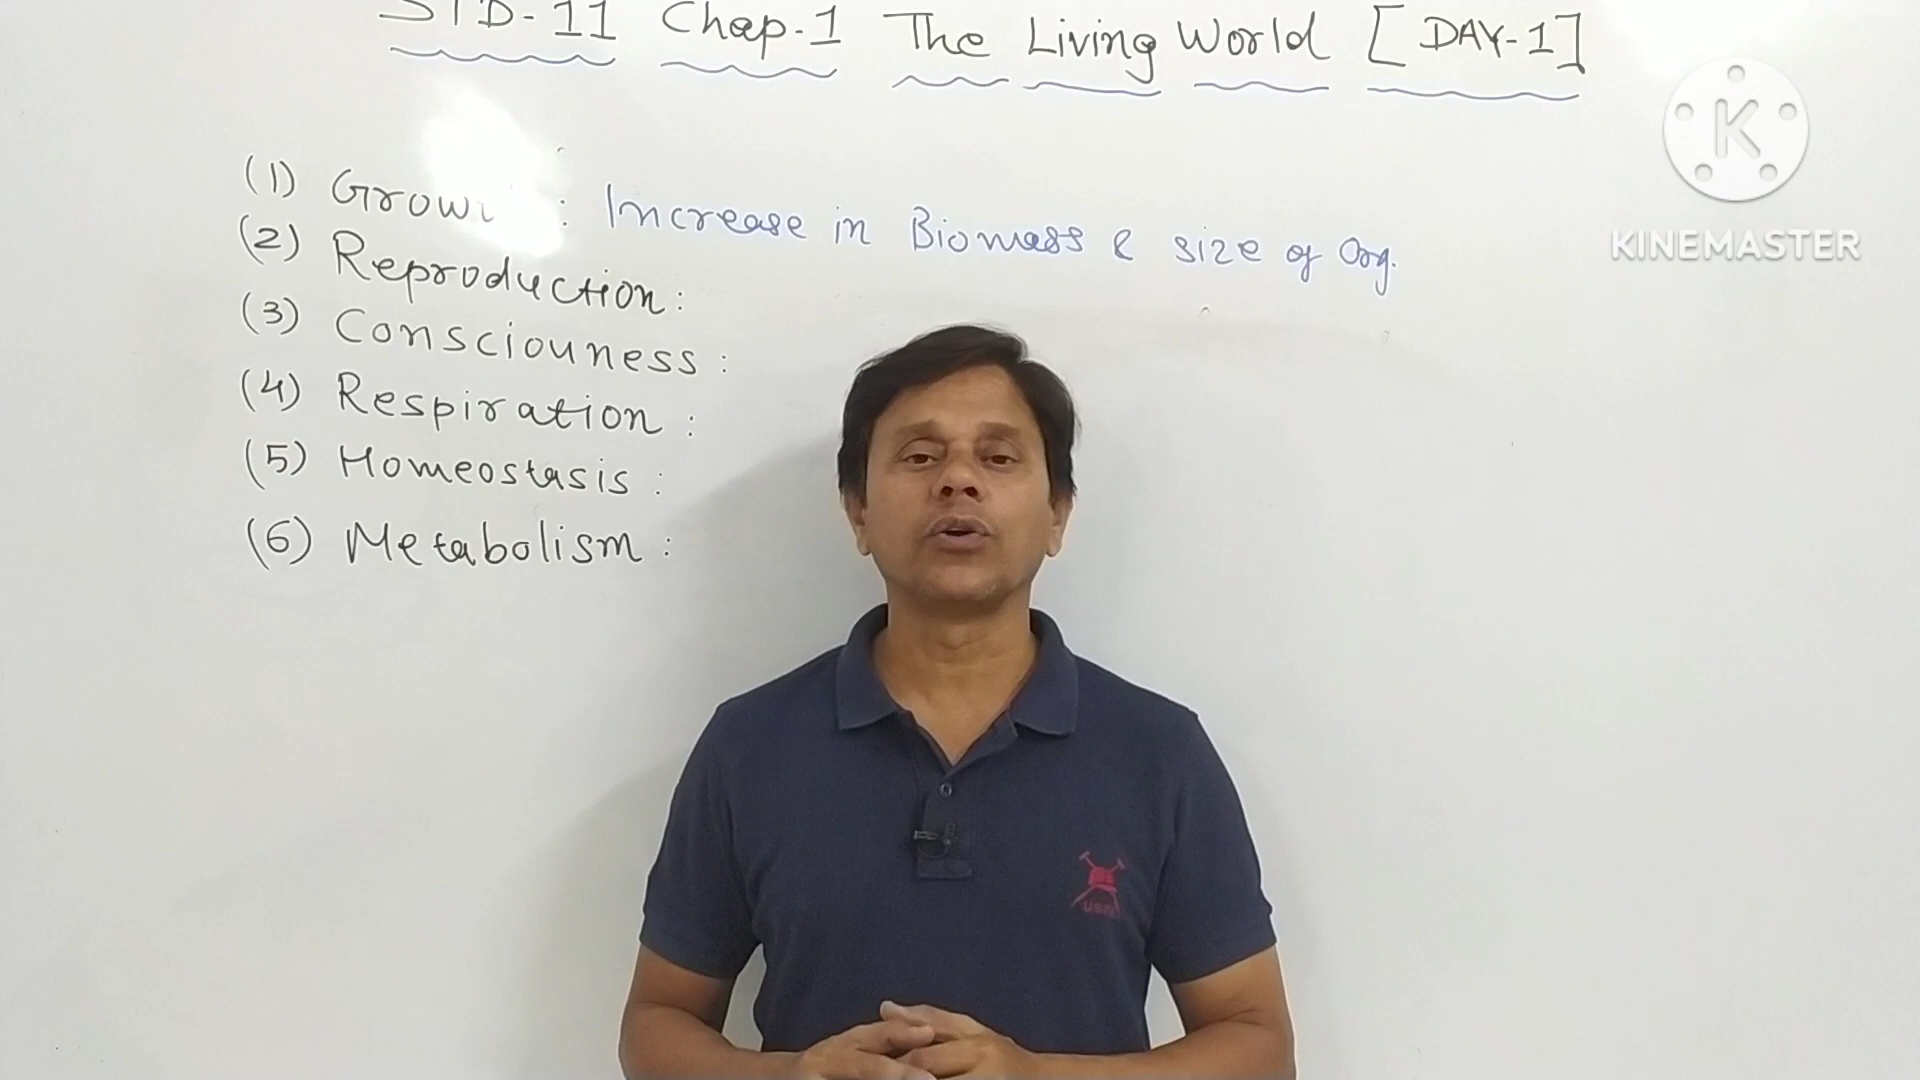 STD-11 Chap-1 The Living World [DAY-1]
(1) Growt : Increase in Biomass & size of Org.
(2) Reproduction:
(3) Consciouness:
(4) Respiration:
(5) Homeostasis:
(6) Metabolism:
K
KINEMASTER